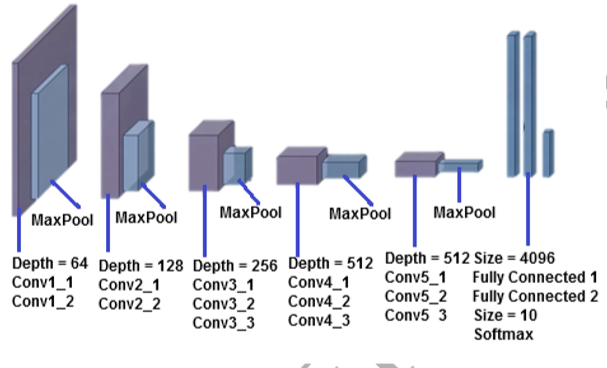 MaxPool
MaxPool
MaxPool
MaxPool
MaxPool
Depth = 64
Conv1_1
Conv1_2
Depth = 128
Conv2_1
Conv2_2
Depth = 256
Conv3_1
Conv3_2
Conv3_3
Depth = 512
Conv4_1
Conv4_2
Conv4_3
Depth = 512
Conv5_1
Conv5_2
Conv5_3
Size = 4096
Fully Connected 1
Fully Connected 2
Size = 10
Softmax